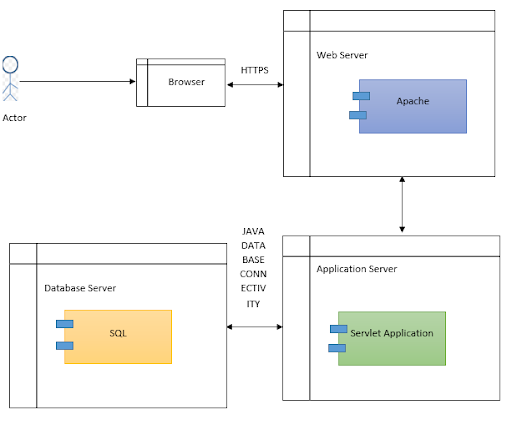 Web Server
HTTPS
Browser
Apache
Actor
JAVA
DATA
BASE
CONN
ECTIV
ITY
Application Server
Database Server
SQL
Servlet Application